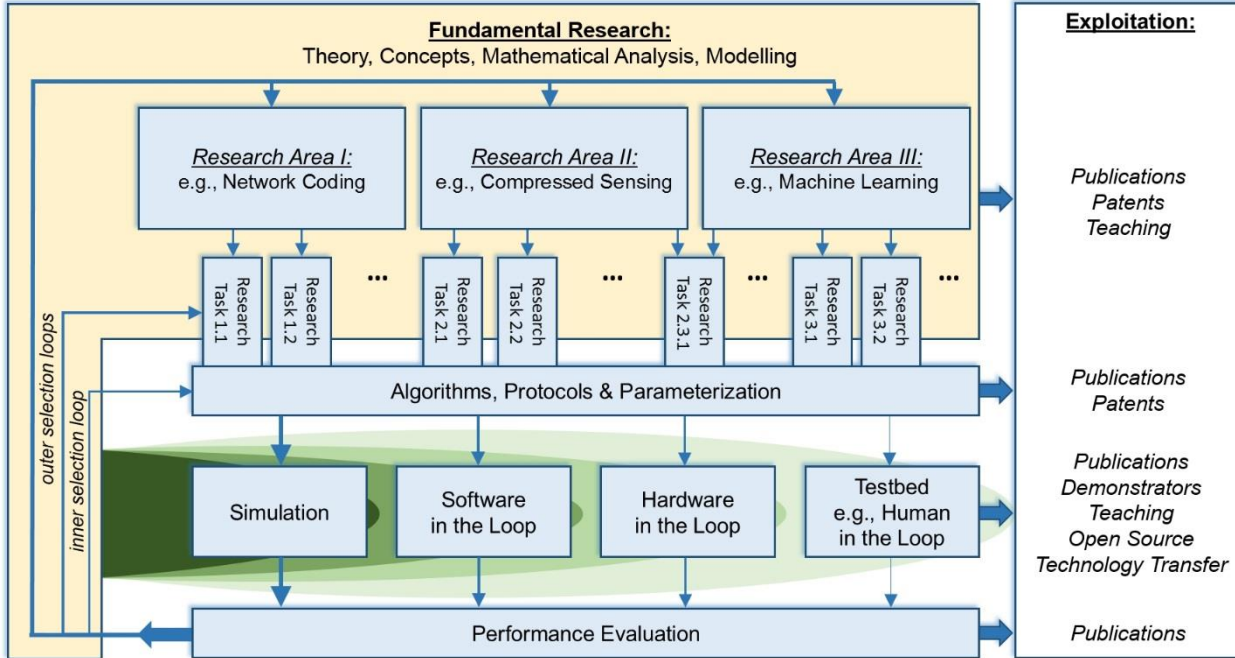 Fundamental Research:
Theory, Concepts, Mathematical Analysis, Modelling
Research Area I:
e.g., Network Coding
Research Area II:
e.g., Compressed Sensing
Research Area III:
e.g., Machine Learning
Research
Task 1.1
Research
Task 1.2
...
Research
Task 2.1
Research
Task 2.2
...
Research
Task 2.3.1
...
Research
Task 3.1
Research
Task 3.2
...
outer selection loops
inner selection loop
Algorithms, Protocols & Parameterization
Simulation
Software
in the Loop
Hardware
in the Loop
Testbed
e.g., Human
in the Loop
Performance Evaluation
Exploitation:
Publications
Patents
Teaching
Publications
Patents
Publications
Demonstrators
Teaching
Open Source
Technology Transfer
Publications